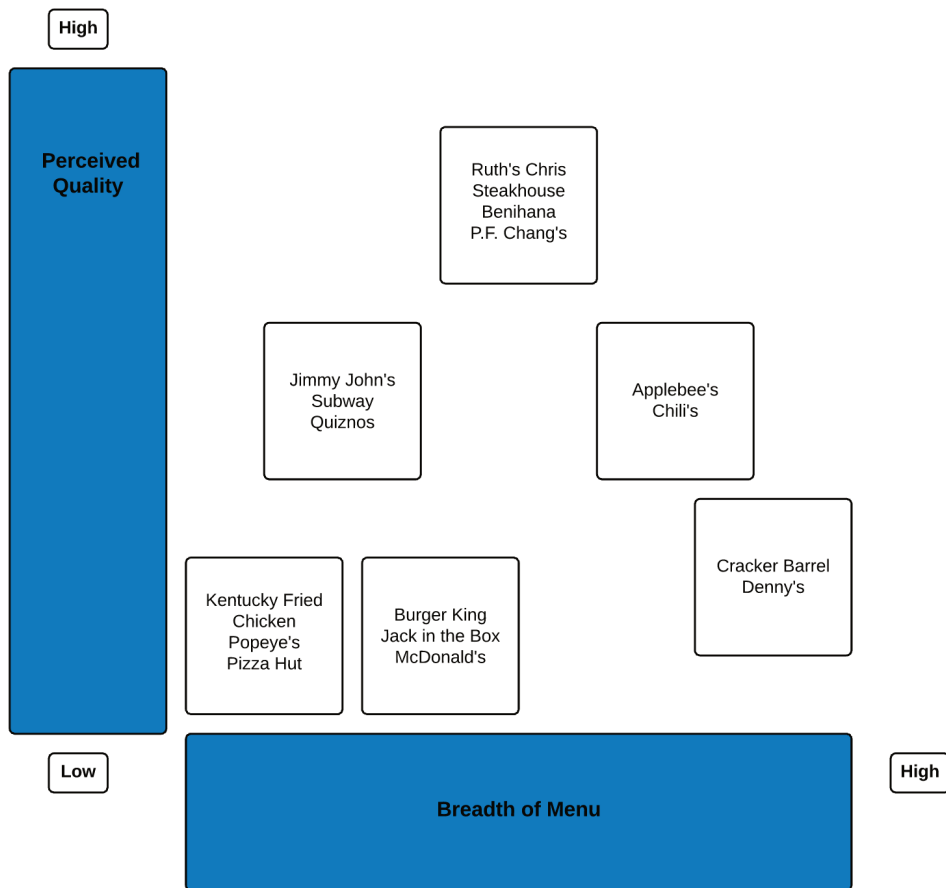 High
Perceived
Quality
Ruth's Chris
Steakhouse
Benihana
P.F. Chang's
Jimmy John's
Subway
Quiznos
Applebee's
Chili's
Cracker Barrel
Denny's
Kentucky Fried
Chicken
Popeye's
Pizza Hut
Burger King
Jack in the Box
McDonald's
Low
High
Breadth of Menu